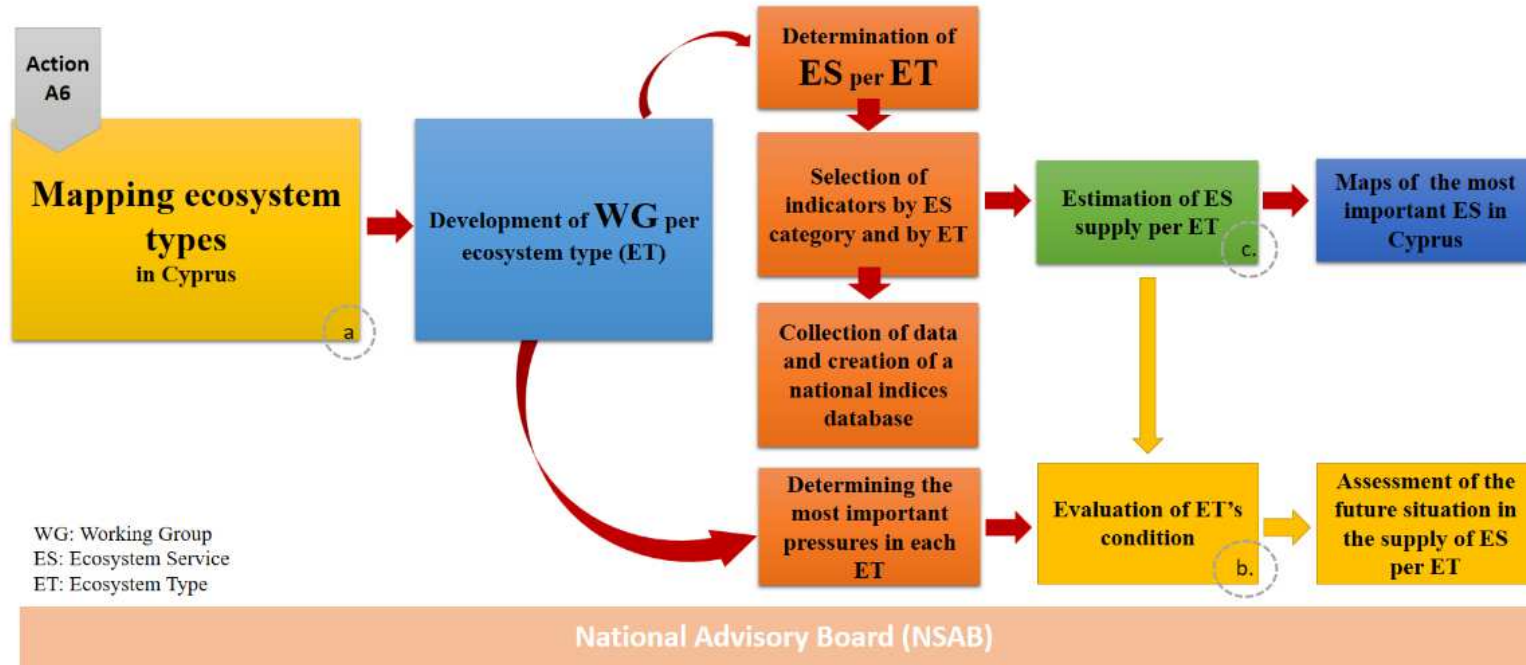 Action
A6
Mapping ecosystem
types
in Cyprus
a
Development of WG per
ecosystem type (ET)
Determination of
ES per ET
Selection of
indicators by ES
category and by ET
Collection of data
and creation of a
national indices
database
Determining the
most important
pressures in each
ET
Estimation of ES
supply per ET
c.
Maps of the most
important ES in
Cyprus
Evaluation of ET's
condition
b.
Assessment of the
future situation in
the supply of ES
per ET
WG: Working Group
ES: Ecosystem Service
ET: Ecosystem Type
National Advisory Board (NSAB)